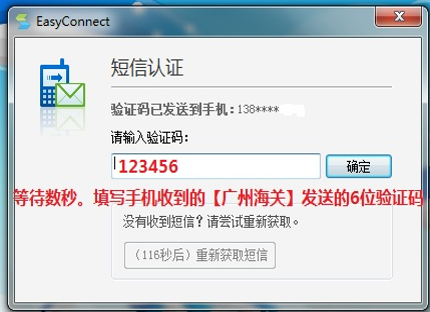 EasyConnect
短信认证
验证码已发送到手机:138****
请输入验证码:
123456
确定
等待数秒。填写手机收到的【广州海关】发送的6位验证码
没有收到短信？请尝试重新获取。
（116秒后）重新获取短信